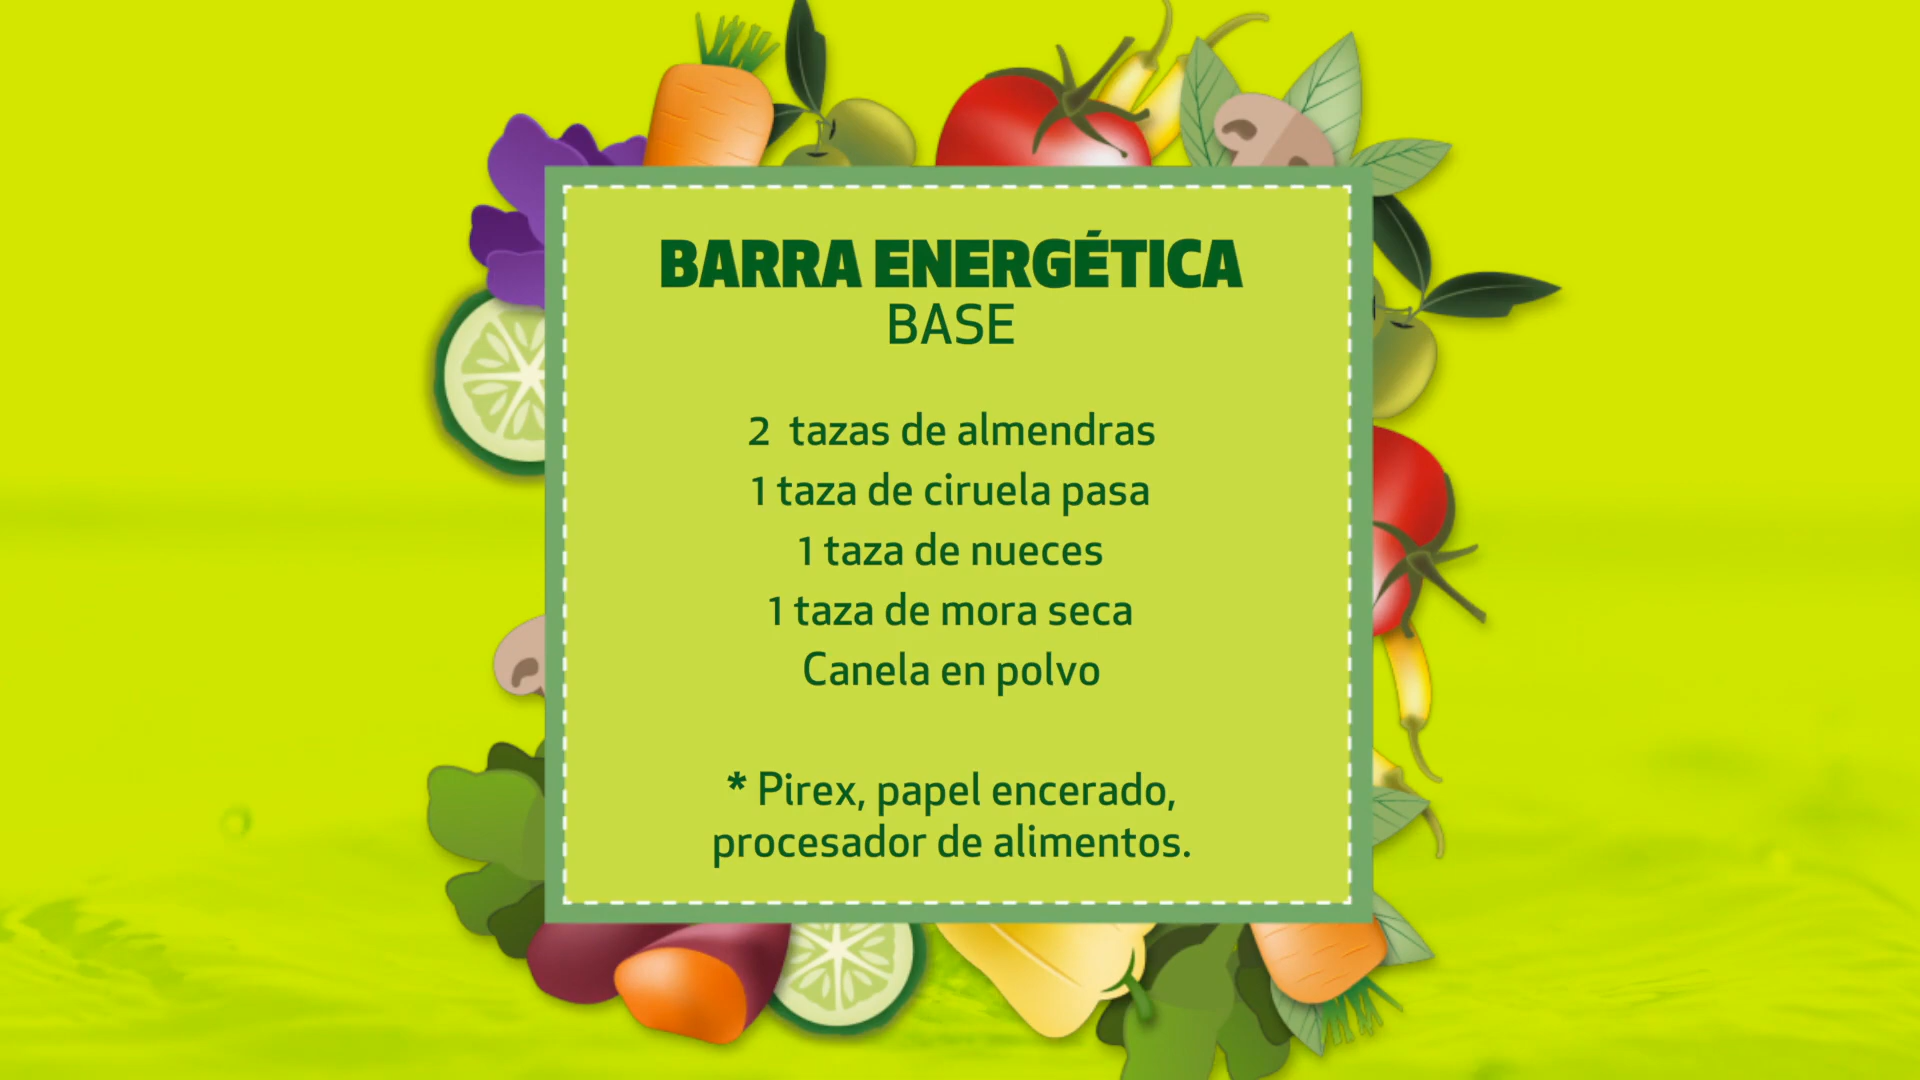 BARRA ENERGÉTICA
BASE
2 tazas de almendras
1 taza de ciruela pasa
1 taza de nueces
1 taza de mora seca
Canela en polvo
* Pirex, papel encerado,
procesador de alimentos.